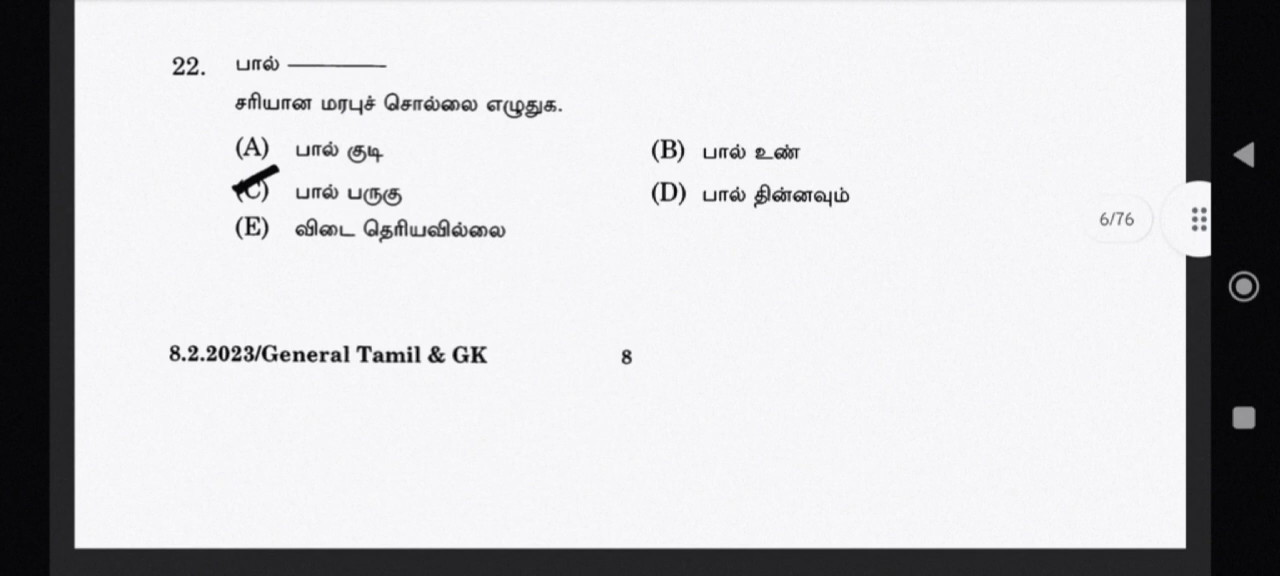 22. பால் ————
சரியான மரபுச் சொல்லை எழுதுக.
(A) பால் குடி (B) பால் உண்
(C) பால் பருகு (D) பால் தின்னவும்
(E) விடை தெரியவில்லை
6/76
8.2.2023/General Tamil & GK 8